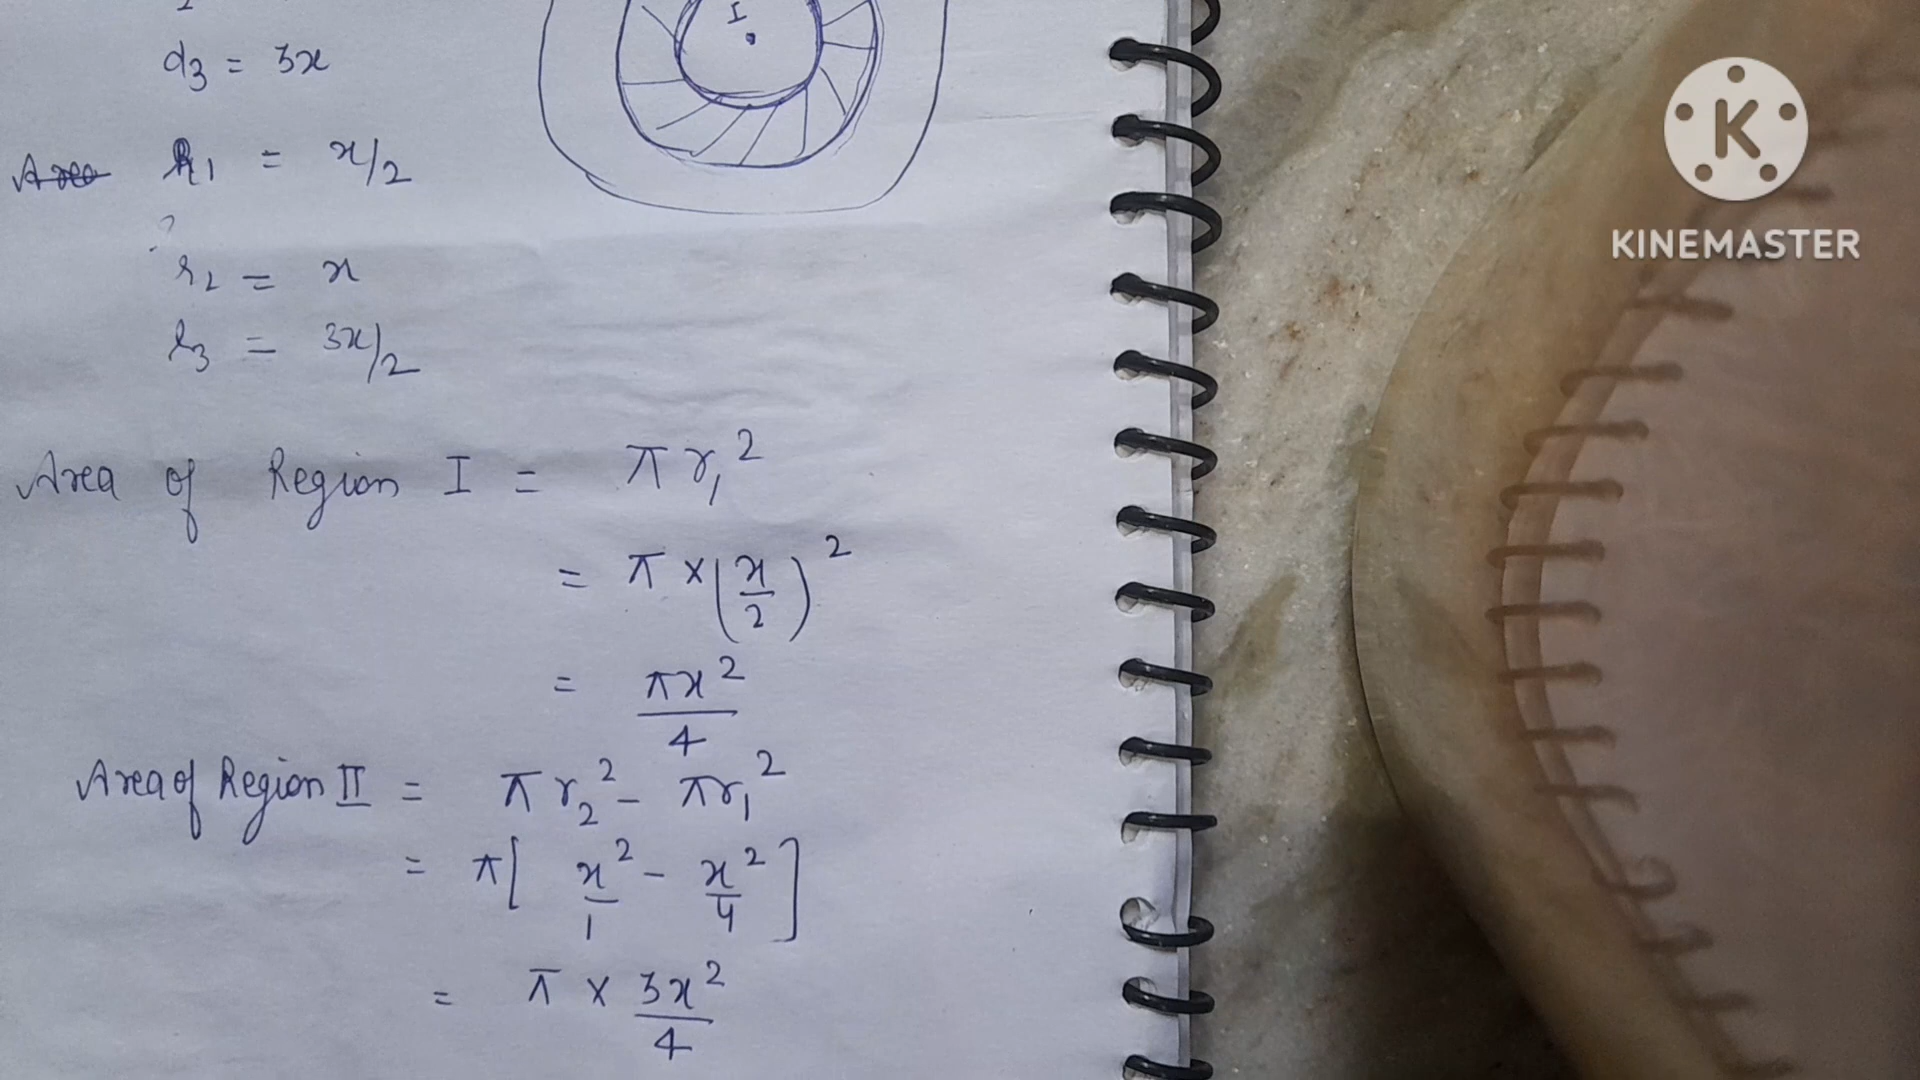 I
d3 = 3x
Area r1 = x/2
r2 = x
r3 = 3x/2
Area of Region I = πr₁²
= π × (x/2)²
= πx²/4
Area of Region II = πr₂² - πr₁²
= π[x²/1 - x²/4]
= π × 3x²/4
K
KINEMASTER